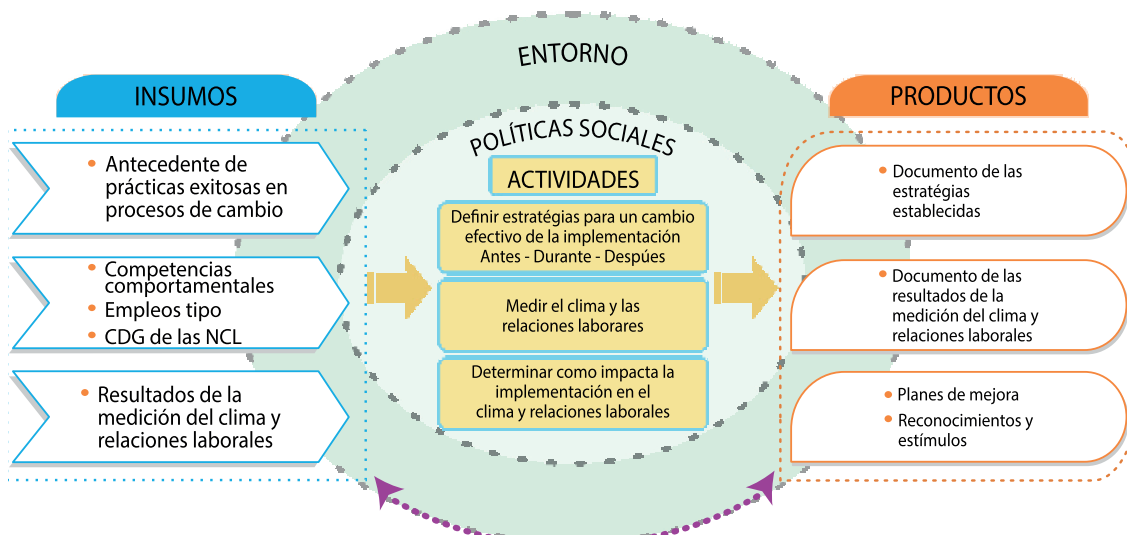 ENTORNO
INSUMOS
PRODUCTOS
POLÍTICAS SOCIALES
ACTIVIDADES
• Antecedente de
prácticas exitosas en
procesos de cambio
• Competencias
comportamentales
• Empleos tipo
• CDG de las NCL
• Resultados de la
medición del clima y
relaciones laborales
Definir estratégias para un cambio
efectivo de la implementación
Antes - Durante - Despúes
Medir el clima y las
relaciones laborares
Determinar como impacta la
implementación en el
clima y relaciones laborales
• Documento de las
estratégias
establecidas
• Documento de las
resultados de la
medición del clima y
relaciones laborales
• Planes de mejora
• Reconocimientos y
estímulos